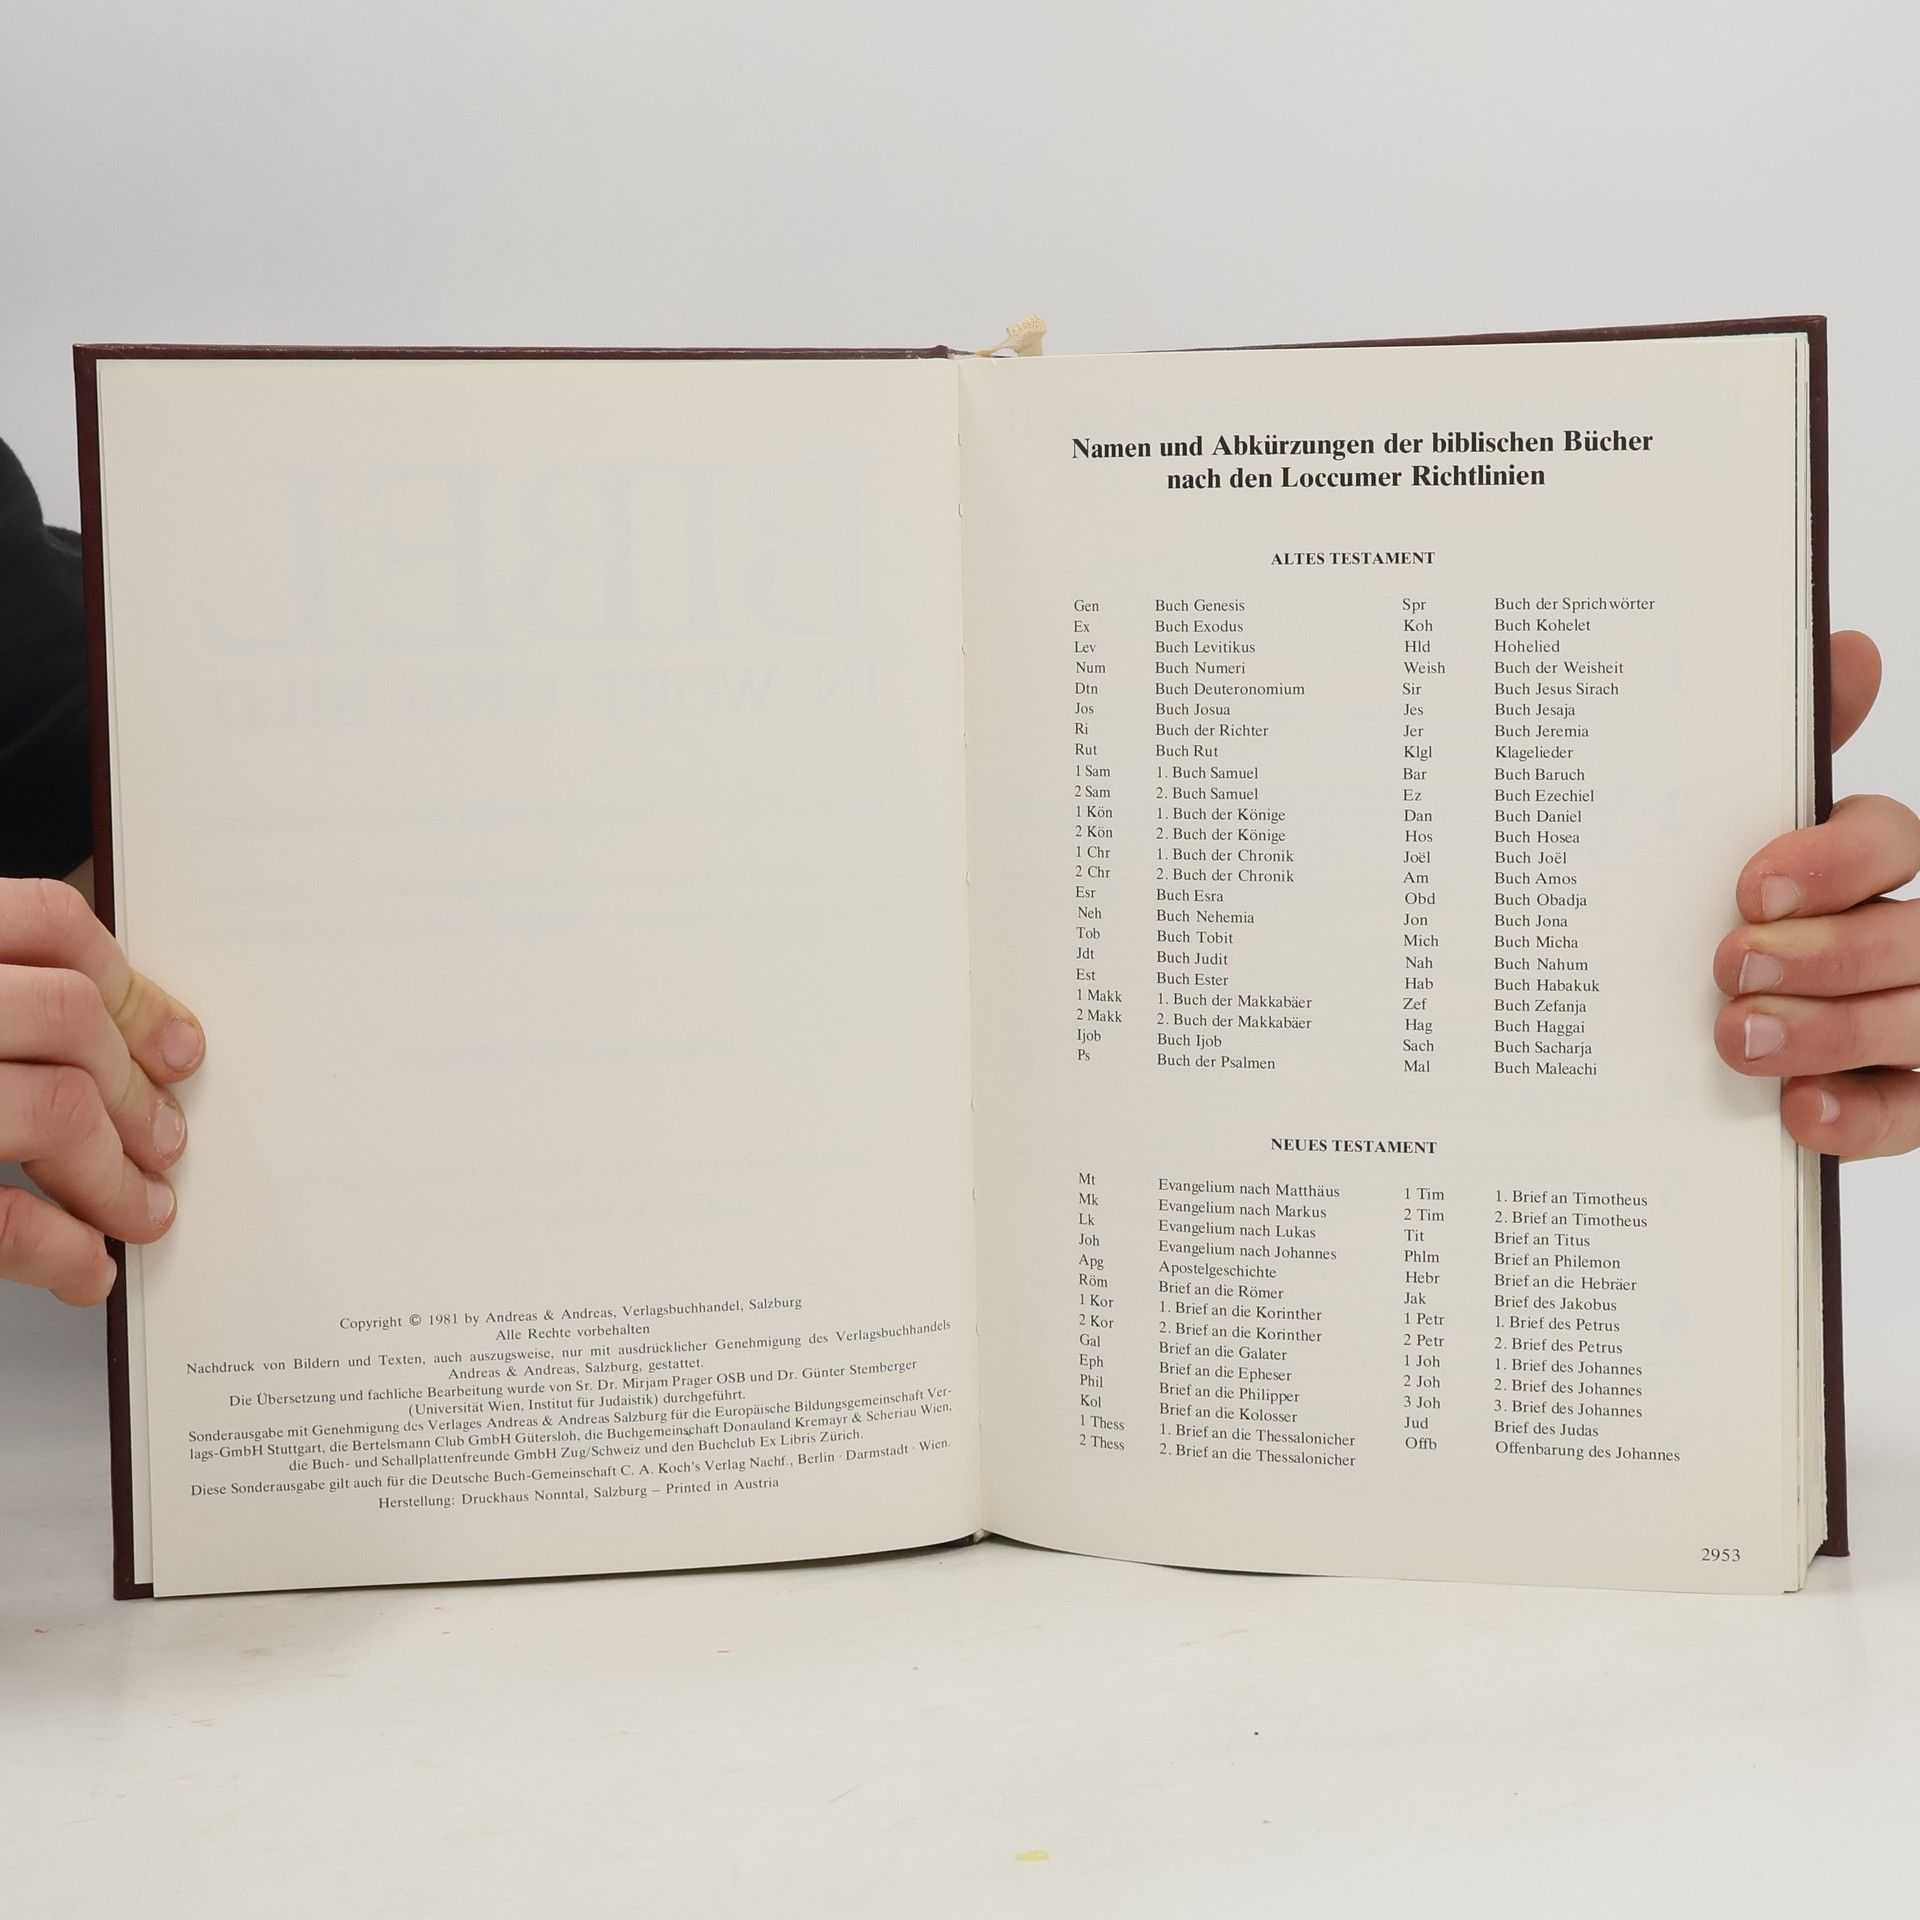 Copyright © 1981 by Andreas & Andreas, Verlagsbuchhandel, Salzburg
Alle Rechte vorbehalten
Nachdruck von Bildern und Texten, auch auszugsweise, nur mit ausdrücklicher Genehmigung des Verlagsbuchhandels
Andreas & Andreas, Salzburg, gestattet.
Die Übersetzung und fachliche Bearbeitung wurde von Sr. Dr. Mirjam Prager OSB und Dr. Günter Stemberger
(Universität Wien, Institut für Judaistik) durchgeführt.
Sonderausgabe mit Genehmigung des Verlages Andreas & Andreas Salzburg für die Europäische Bildungsgemeinschaft Ver-
lags-GmbH Stuttgart, die Bertelsmann Club GmbH Gütersloh, die Buchgemeinschaft Donauland Kremayr & Scheriau Wien,
die Buch- und Schallplattenfreunde GmbH Zug/Schweiz und den Buchclub Ex Libris Zürich.
Diese Sonderausgabe gilt auch für die Deutsche Buch-Gemeinschaft C. A. Koch's Verlag Nachf., Berlin · Darmstadt · Wien.
Herstellung: Druckhaus Nonntal, Salzburg – Printed in Austria
Namen und Abkürzungen der biblischen Bücher
nach den Loccumer Richtlinien
ALTES TESTAMENT
Gen Buch Genesis
Ex Buch Exodus
Lev Buch Levitikus
Num Buch Numeri
Dtn Buch Deuteronomium
Jos Buch Josua
Ri Buch der Richter
Rut Buch Rut
1 Sam 1. Buch Samuel
2 Sam 2. Buch Samuel
1 Kön 1. Buch der Könige
2 Kön 2. Buch der Könige
1 Chr 1. Buch der Chronik
2 Chr 2. Buch der Chronik
Esr Buch Esra
Neh Buch Nehemia
Tob Buch Tobit
Jdt Buch Judit
Est Buch Ester
1 Makk 1. Buch der Makkabäer
2 Makk 2. Buch der Makkabäer
Ijob Buch Ijob
Ps Buch der Psalmen
Spr Buch der Sprichwörter
Koh Buch Kohelet
Hld Hohelied
Weish Buch der Weisheit
Sir Buch Jesus Sirach
Jes Buch Jesaja
Jer Buch Jeremia
Klgl Klagelieder
Bar Buch Baruch
Ez Buch Ezechiel
Dan Buch Daniel
Hos Buch Hosea
Joël Buch Joël
Am Buch Amos
Obd Buch Obadja
Jon Buch Jona
Mich Buch Micha
Nah Buch Nahum
Hab Buch Habakuk
Zef Buch Zefanja
Hag Buch Haggai
Sach Buch Sacharja
Mal Buch Maleachi
NEUES TESTAMENT
Mt Evangelium nach Matthäus
Mk Evangelium nach Markus
Lk Evangelium nach Lukas
Joh Evangelium nach Johannes
Apg Apostelgeschichte
Röm Brief an die Römer
1 Kor 1. Brief an die Korinther
2 Kor 2. Brief an die Korinther
Gal Brief an die Galater
Eph Brief an die Epheser
Phil Brief an die Philipper
Kol Brief an die Kolosser
1 Thess 1. Brief an die Thessalonicher
2 Thess 2. Brief an die Thessalonicher
1 Tim 1. Brief an Timotheus
2 Tim 2. Brief an Timotheus
Tit Brief an Titus
Phlm Brief an Philemon
Hebr Brief an die Hebräer
Jak Brief des Jakobus
1 Petr 1. Brief des Petrus
2 Petr 2. Brief des Petrus
1 Joh 1. Brief des Johannes
2 Joh 2. Brief des Johannes
3 Joh 3. Brief des Johannes
Jud Brief des Judas
Offb Offenbarung des Johannes
2953